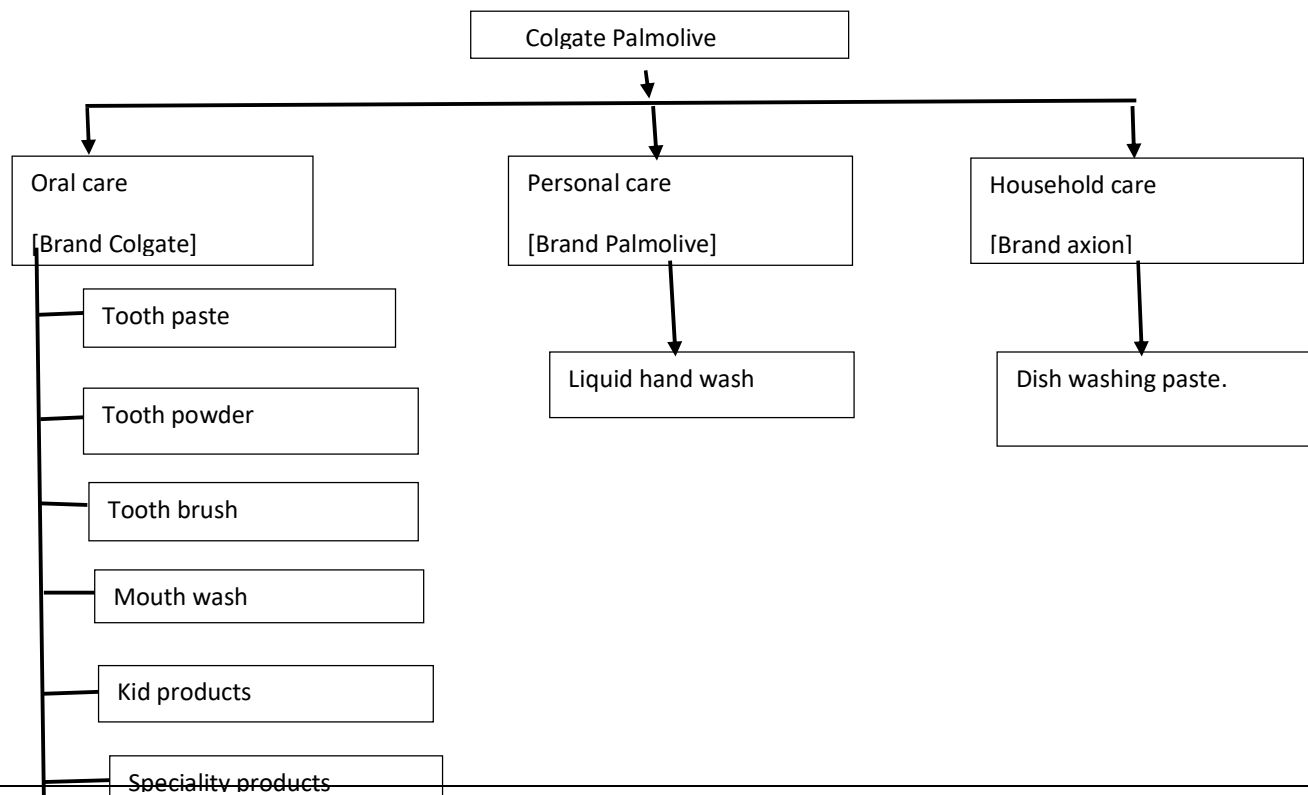 Colgate Palmolive
Oral care
[Brand Colgate]
Personal care
[Brand Palmolive]
Household care
[Brand axion]
Tooth paste
Tooth powder
Tooth brush
Mouth wash
Kid products
Speciality products
Liquid hand wash
Dish washing paste.